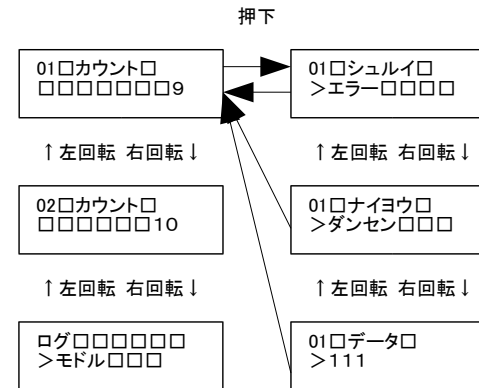 押下
01□カウント□
□□□□□□□9
01□シュルイ□
>エラー□□□□
↑左回転 右回転↓
↑左回転 右回転↓
02□カウント□
□□□□□□10
01□ナイヨウ□
>ダンセン□□□
↑左回転 右回転↓
↑左回転 右回転↓
ログ□□□□□□
>モドル□□□
01□データ□
>111